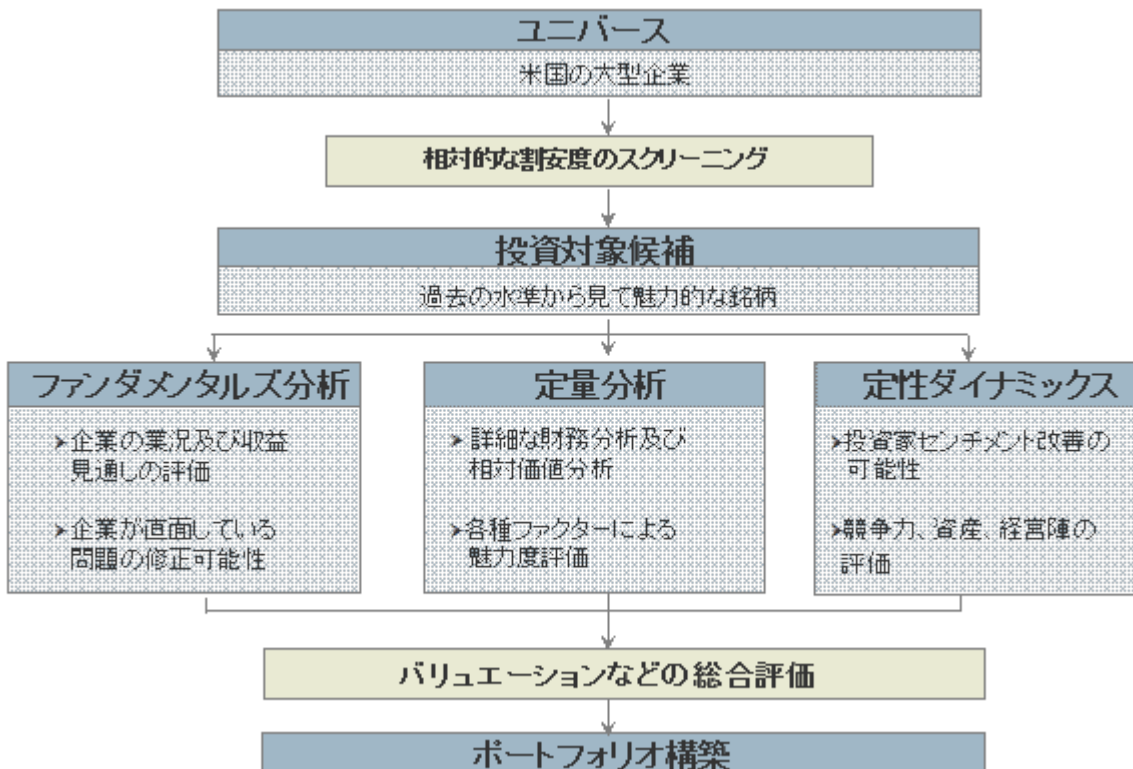 ユニバース
米国の大型企業
相対的な割安度のスクリーニング
投資対象候補
過去の水準から見て魅力的な銘柄
ファンダメンタルズ分析
➤企業の業況及び収益
見通しの評価
➤企業が直面している
問題の修正可能性
定量分析
➤詳細な財務分析及び
相対価値分析
➤各種ファクターによる
魅力度評価
定性ダイナミックス
➤投資家センチメント改善の
可能性
➤競争力、資産、経営陣の
評価
バリュエーションなどの総合評価
ポートフォリオ構築